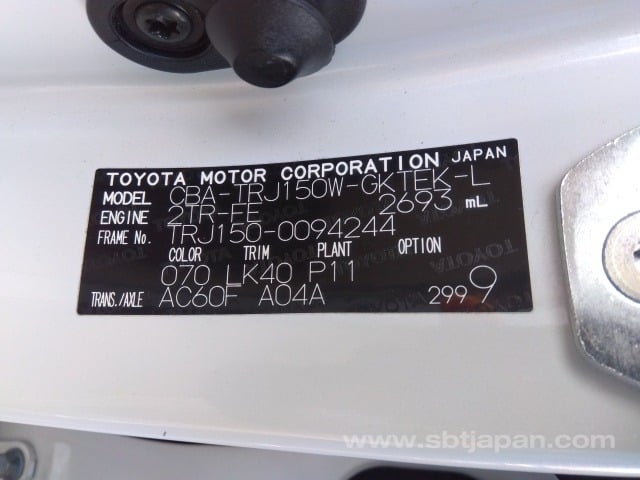 TOYOTA MOTOR CORPORATION JAPAN
MODEL CBA-TRJ150W-GKTEK-L
ENGINE 2TR-FE 2693 mL
FRAME No. TRJ150-0094244
COLOR TRIM PLANT OPTION
070 LK40 P11
TRANS./AXLE AC60F A04A 299 9
www.sbtjapan.com